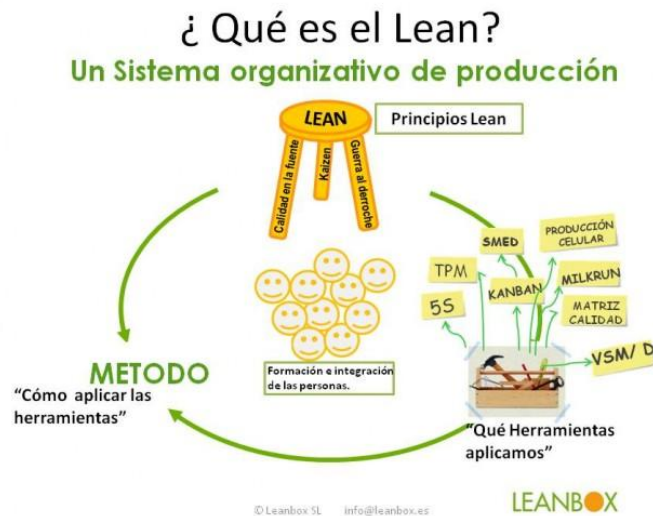 ¿ Qué es el Lean?
Un Sistema organizativo de producción
LEAN
Principios Lean
Calidad en la fuente
Kaizen
Guerra al derroche
SMED
PRODUCCIÓN
CELULAR
TPM
KANBAN
MILKRUN
5S
MATRIZ
CALIDAD
VSM/ D
Formación e integración
de las personas.
METODO
“Cómo aplicar las
herramientas”
“Qué Herramientas
aplicamos”
© Leanbox SL info@leanbox.es
LEANBOX